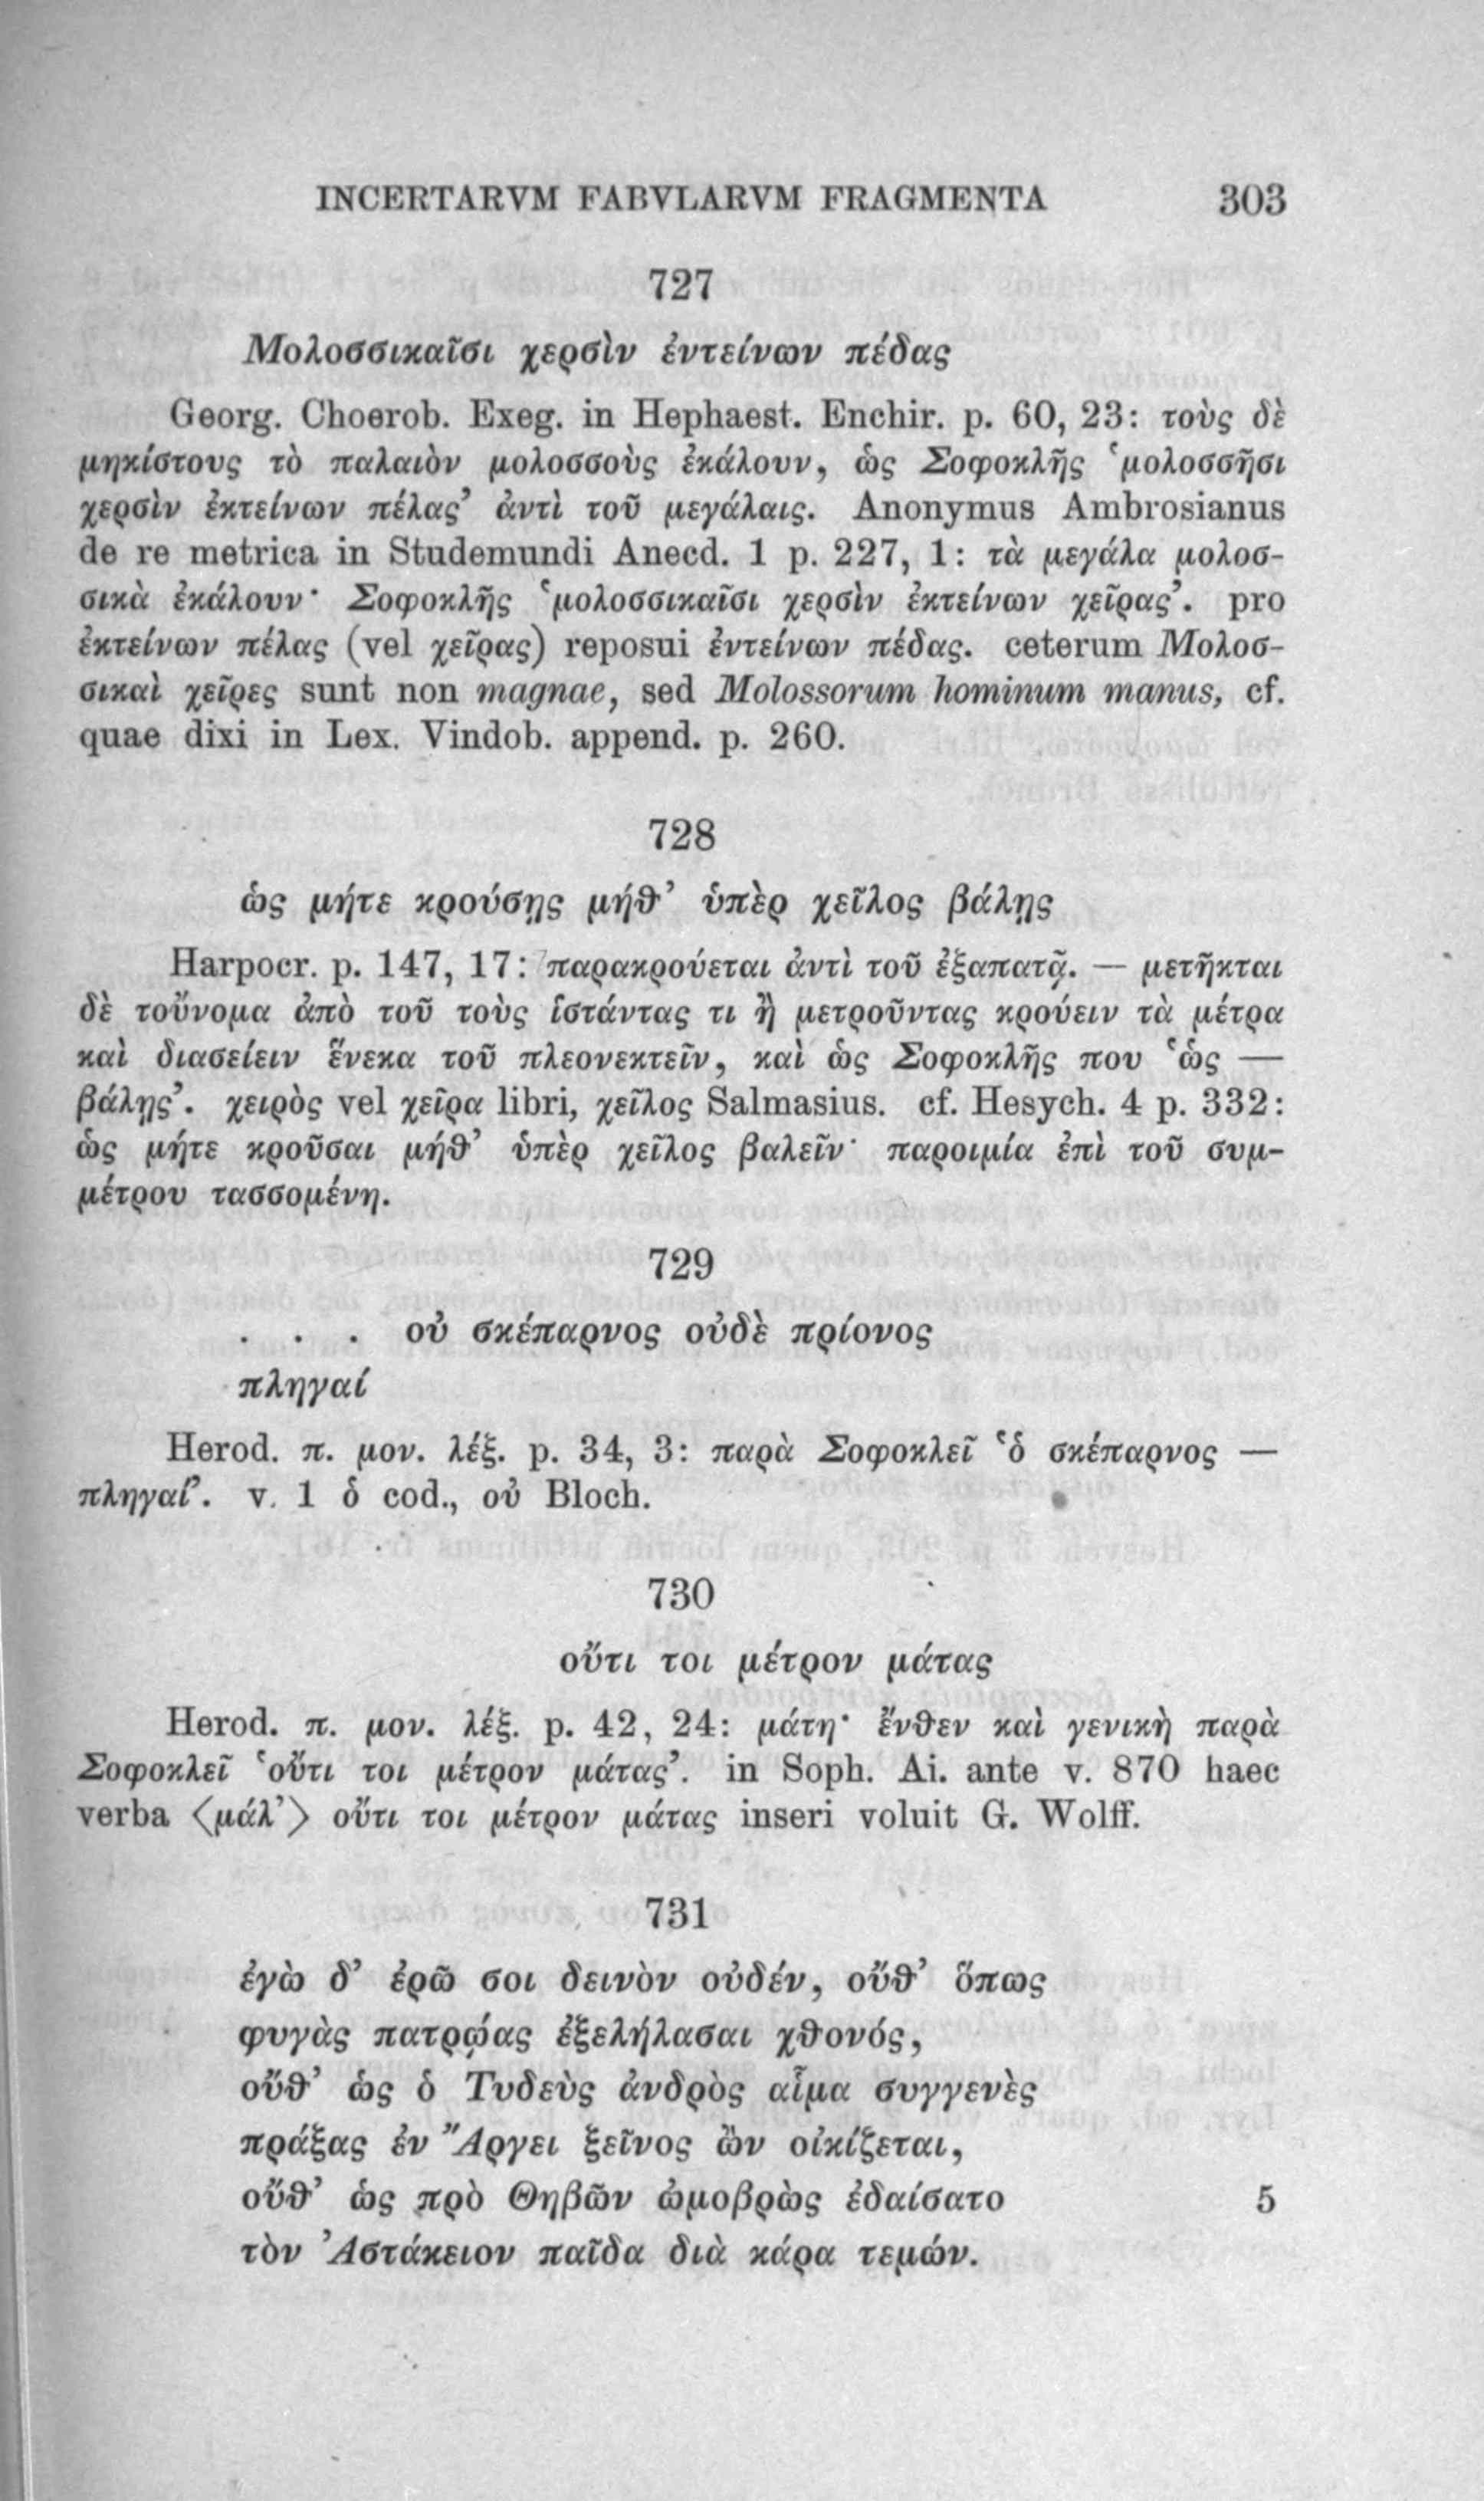 INCERTARVM FABVLARVM FRAGMENTA 303
727
Μολοσσικαῖσι χερσὶν ἐντείνων πέδας
Georg. Choerob. Exeg. in Hephaest. Enchir. p. 60, 23: τοὺς δὲ
μηκίστους τὸ παλαιὸν μολοσσοὺς ἐκάλουν, ὡς Σοφοκλῆς ‘μολοσσῆσι
χερσὶν ἐκτείνων πέλας’ ἀντὶ τοῦ μεγάλαις. Anonymus Ambrosianus
de re metrica in Studemundi Anecd. 1 p. 227, 1: τὰ μεγάλα μολοσ-
σικὰ ἐκάλουν· Σοφοκλῆς ‘μολοσσικαῖσι χερσὶν ἐκτείνων χεῖρας’. pro
ἐκτείνων πέλας (vel χεῖρας) reposui ἐντείνων πέδας. ceterum Μολοσ-
σικαὶ χεῖρες sunt non magnae, sed Molossorum hominum manus, cf.
quae dixi in Lex. Vindob. append. p. 260.
728
ὡς μήτε κρούσῃς μήθ’ ὑπὲρ χεῖλος βάλῃς
Harpocr. p. 147, 17: παρακρούεται ἀντὶ τοῦ ἐξαπατᾷ. — μετῆκται
δὲ τοὔνομα ἀπὸ τοῦ τοὺς ἱστάντας τι ἢ μετροῦντας κρούειν τὰ μέτρα
καὶ διασείειν ἕνεκα τοῦ πλεονεκτεῖν, καὶ ὡς Σοφοκλῆς που ‘ὡς —
βάλῃς’. χειρὸς vel χεῖρα libri, χεῖλος Salmasius. cf. Hesych. 4 p. 332:
ὡς μήτε κροῦσαι μήθ’ ὑπὲρ χεῖλος βαλεῖν· παροιμία ἐπὶ τοῦ συμ-
μέτρου τασσομένη.
729
. . . οὐ σκέπαρνος οὐδὲ πρίονος
πληγαί
Herod. π. μον. λέξ. p. 34, 3: παρὰ Σοφοκλεῖ ‘ὁ σκέπαρνος —
πληγαί’. v. 1 ὁ cod., οὐ Bloch.
730
οὔτι τοι μέτρον μάτας
Herod. π. μον. λέξ. p. 42, 24: μάτη· ἔνθεν καὶ γενικὴ παρὰ
Σοφοκλεῖ ‘οὔτι τοι μέτρον μάτας’. in Soph. Ai. ante v. 870 haec
verba ⟨μάλ’⟩ οὔτι τοι μέτρον μάτας inseri voluit G. Wolff.
731
ἐγὼ δ’ ἐρῶ σοι δεινὸν οὐδέν, οὔθ’ ὅπως
φυγὰς πατρῴας ἐξελήλασαι χθονός,
οὔθ’ ὡς ὁ Τυδεὺς ἀνδρὸς αἷμα συγγενὲς
πράξας ἐν Ἄργει ξεῖνος ὢν οἰκίζεται,
οὔθ’ ὡς πρὸ Θηβῶν ὠμοβρὼς ἐδαίσατο 5
τὸν Ἀστάκειον παῖδα διὰ κάρα τεμών.